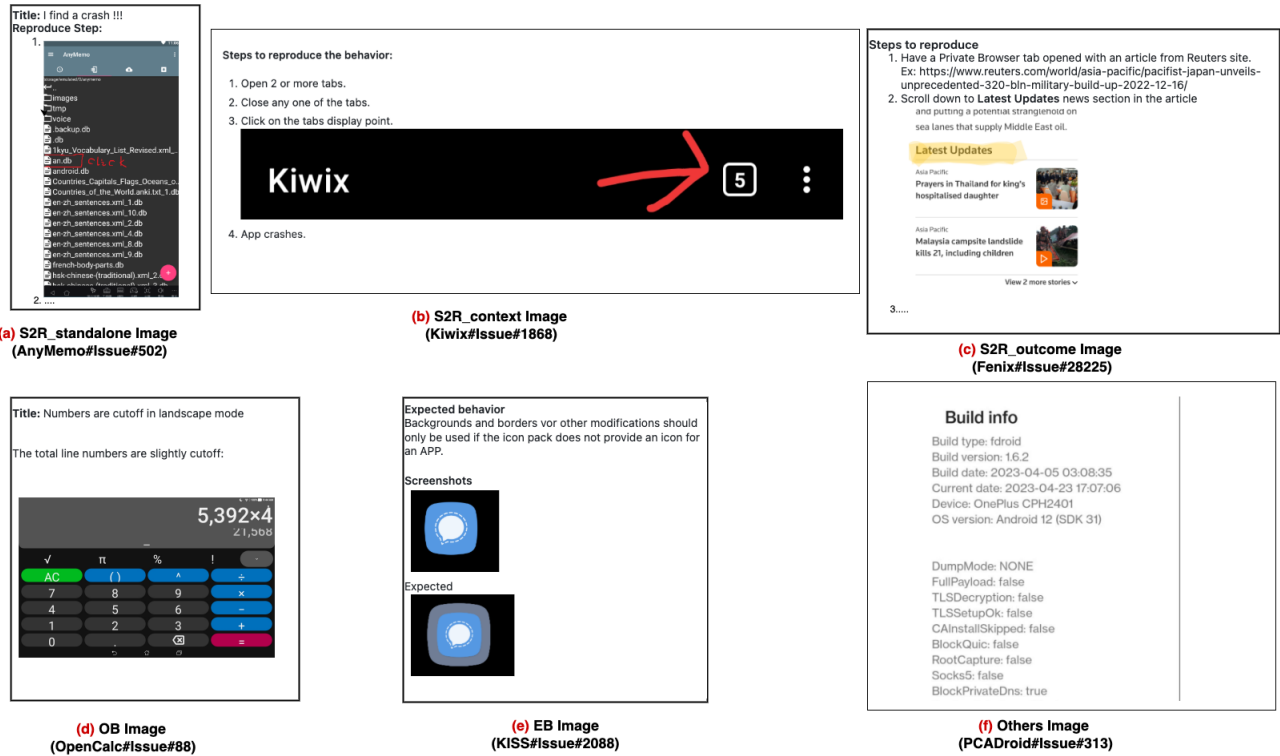 Title: I find a crash !!!
Reproduce Step:
1.
AnyMemo
images
tmp
voice
.backup.db
.db
1kyu_Vocabulary_List_Revised.xml_...
an.db
click
android.db
Countries_Capitals_Flags_Oceans_o...
Countries_of_the_World.anki.txt_1.db
en-zh_sentences.xml_1.db
en-zh_sentences.xml_10.db
en-zh_sentences.xml_2.db
en-zh_sentences.xml_4.db
en-zh_sentences.xml_8.db
en-zh_sentences.xml_9.db
french-body-parts.db
hsk-chinese-(traditional).xml_2
2. ....
(a) S2R_standalone Image
(AnyMemo#Issue#502)
Steps to reproduce the behavior:
1. Open 2 or more tabs.
2. Close any one of the tabs.
3. Click on the tabs display point.
Kiwix
5
4. App crashes.
(b) S2R_context Image
(Kiwix#Issue#1868)
Steps to reproduce
1. Have a Private Browser tab opened with an article from Reuters site.
Ex: https://www.reuters.com/world/asia-pacific/pacifist-japan-unveils-
unprecedented-320-bln-military-build-up-2022-12-16/
2. Scroll down to Latest Updates news section in the article
and putting a potential stranglehold on
sea lanes that supply Middle East oil.
Latest Updates
Asia Pacific
Prayers in Thailand for king's
hospitalised daughter
Asia Pacific
Malaysia campsite landslide
kills 21, including children
View 2 more stories
3.....
(c) S2R_outcome Image
(Fenix#Issue#28225)
Title: Numbers are cutoff in landscape mode
The total line numbers are slightly cutoff:
5,392×4
21,568
√ π % ! .
AC ( ) ^ ÷
7 8 9 ×
4 5 6 −
1 2 3 +
0 . =
(d) OB Image
(OpenCalc#Issue#88)
Expected behavior
Backgrounds and borders vor other modifications should
only be used if the icon pack does not provide an icon for
an APP.
Screenshots
Expected
(e) EB Image
(KISS#Issue#2088)
Build info
Build type: fdroid
Build version: 1.6.2
Build date: 2023-04-05 03:08:35
Current date: 2023-04-23 17:07:06
Device: OnePlus CPH2401
OS version: Android 12 (SDK 31)
DumpMode: NONE
FullPayload: false
TLSDecryption: false
TLSSetupOk: false
CAInstallSkipped: false
BlockQuic: false
RootCapture: false
Socks5: false
BlockPrivateDns: true
(f) Others Image
(PCADroid#Issue#313)